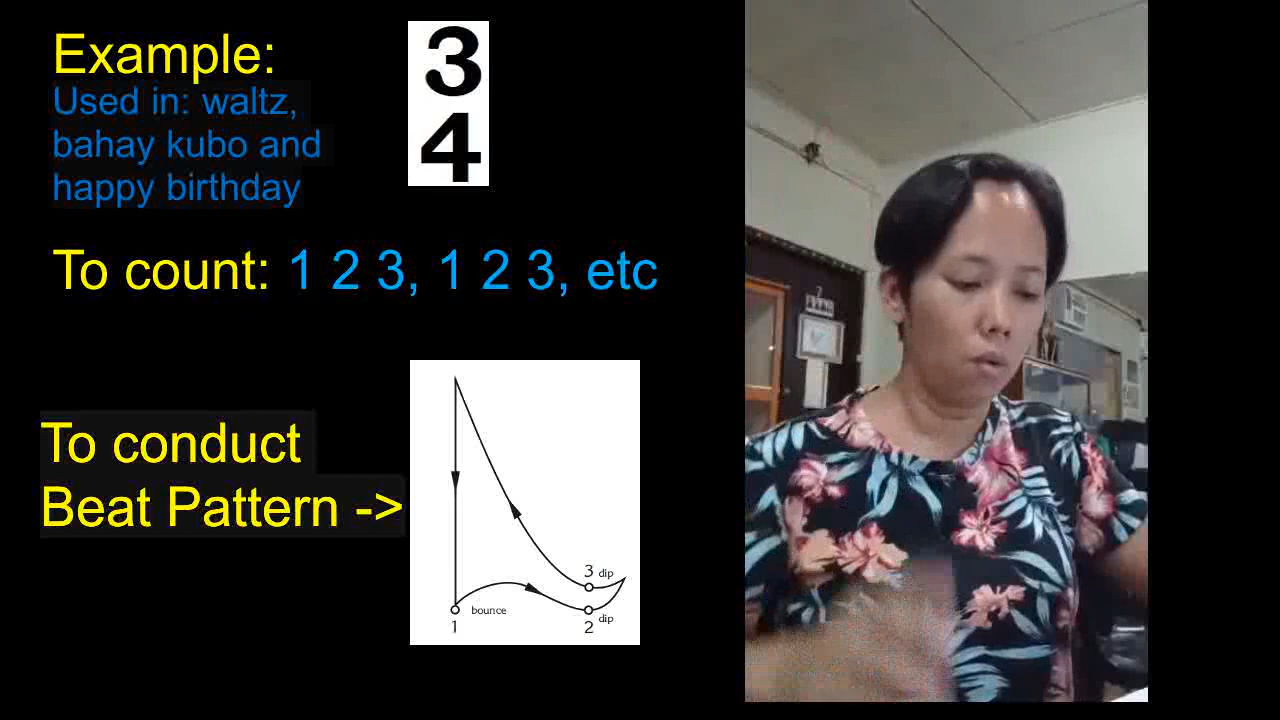 Example:
Used in: waltz,
bahay kubo and
happy birthday
3
4
To count: 1 2 3, 1 2 3, etc
To conduct
Beat Pattern ->
3 dip
bounce
dip
1
2